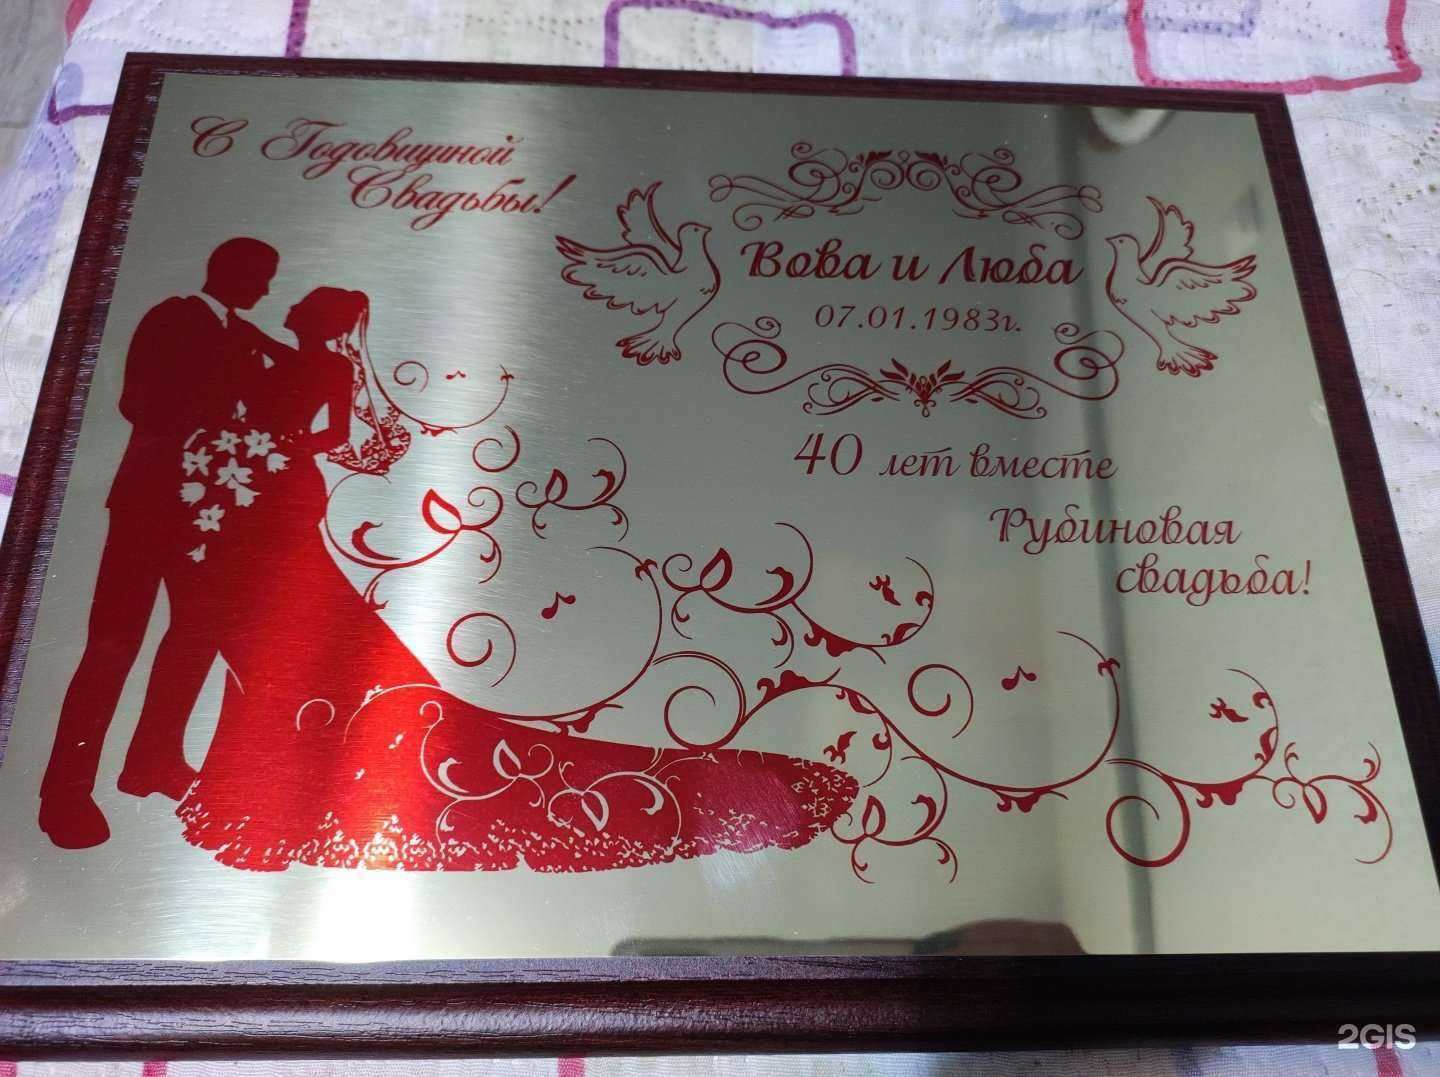 С Годовщиной
Свадьбы!
Вова и Люба
07.01.1983г.
40 лет вместе
Рубиновая
свадьба!
2GIS